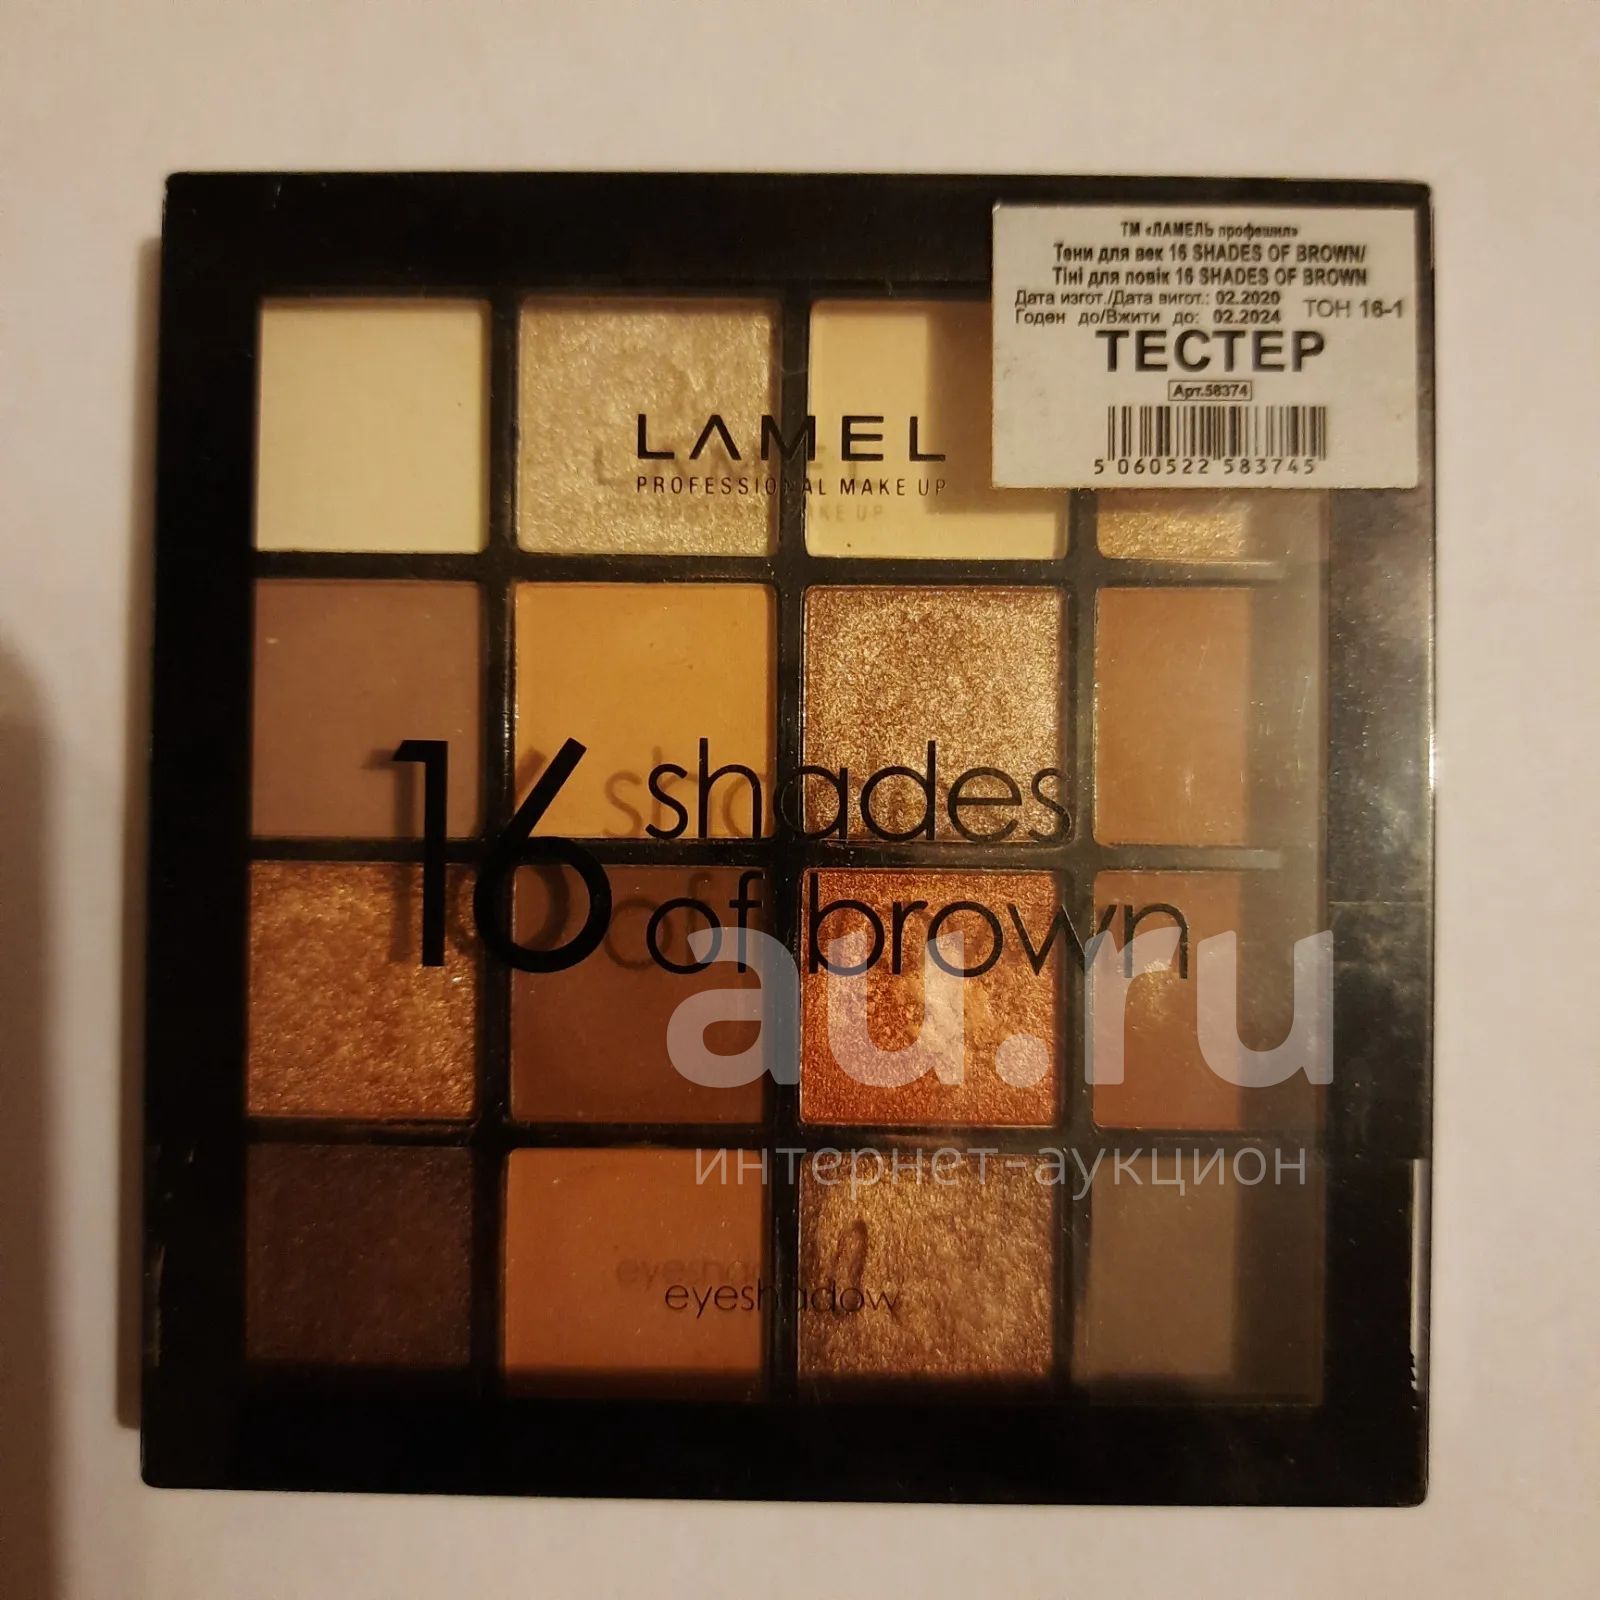 ТМ «ЛАМЕЛЬ профешил»
Тени для век 16 SHADES OF BROWN/
Тіні для повік 16 SHADES OF BROWN
Дата изгот./Дата вигот.: 02.2020
Годен до/Вжити до: 02.2024
ТОН 16-1
ТЕСТЕР
Арт.58374
5 060522 583745
LAMEL
PROFESSIONAL MAKE UP
16 shades
of brown
au.ru
интернет-аукцион
eyeshadow